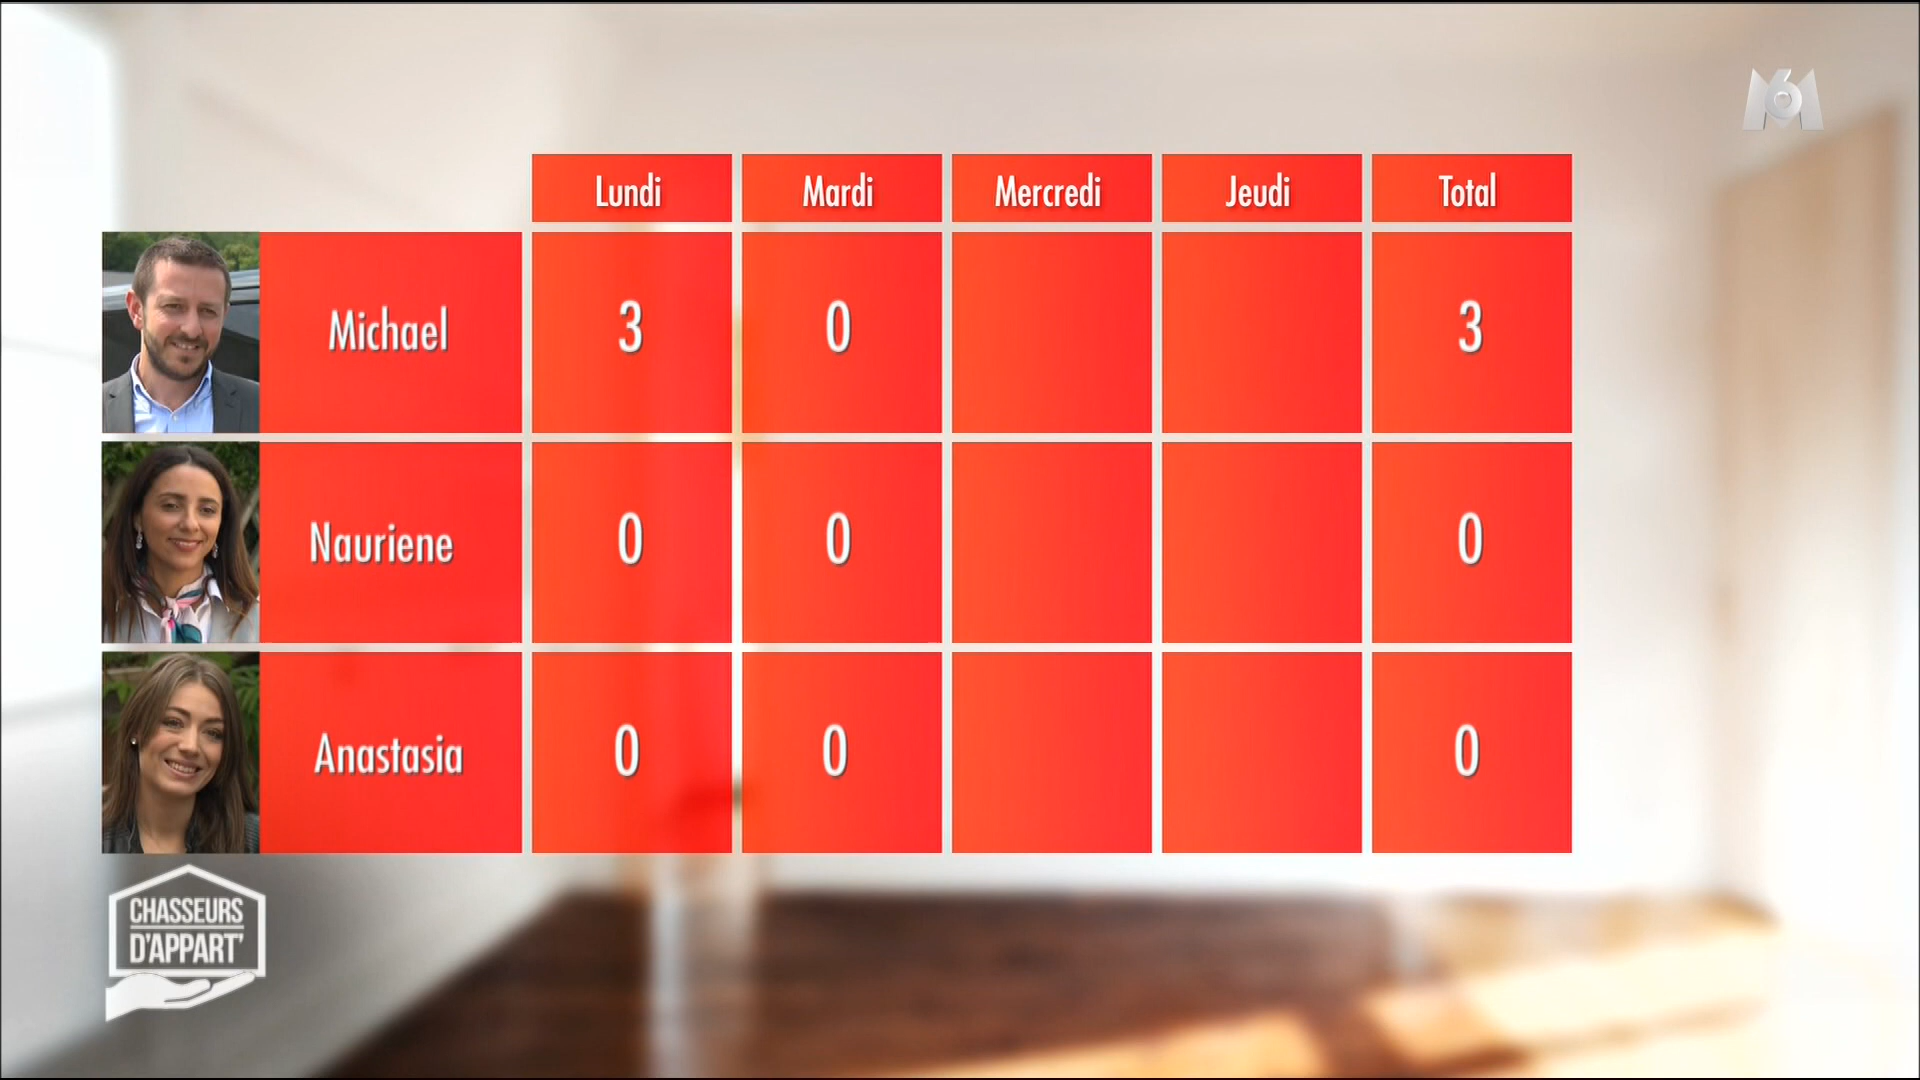 M6
Lundi Mardi Mercredi Jeudi Total
Michael 3 0 3
Nauriene 0 0 0
Anastasia 0 0 0
CHASSEURS
D'APPART'